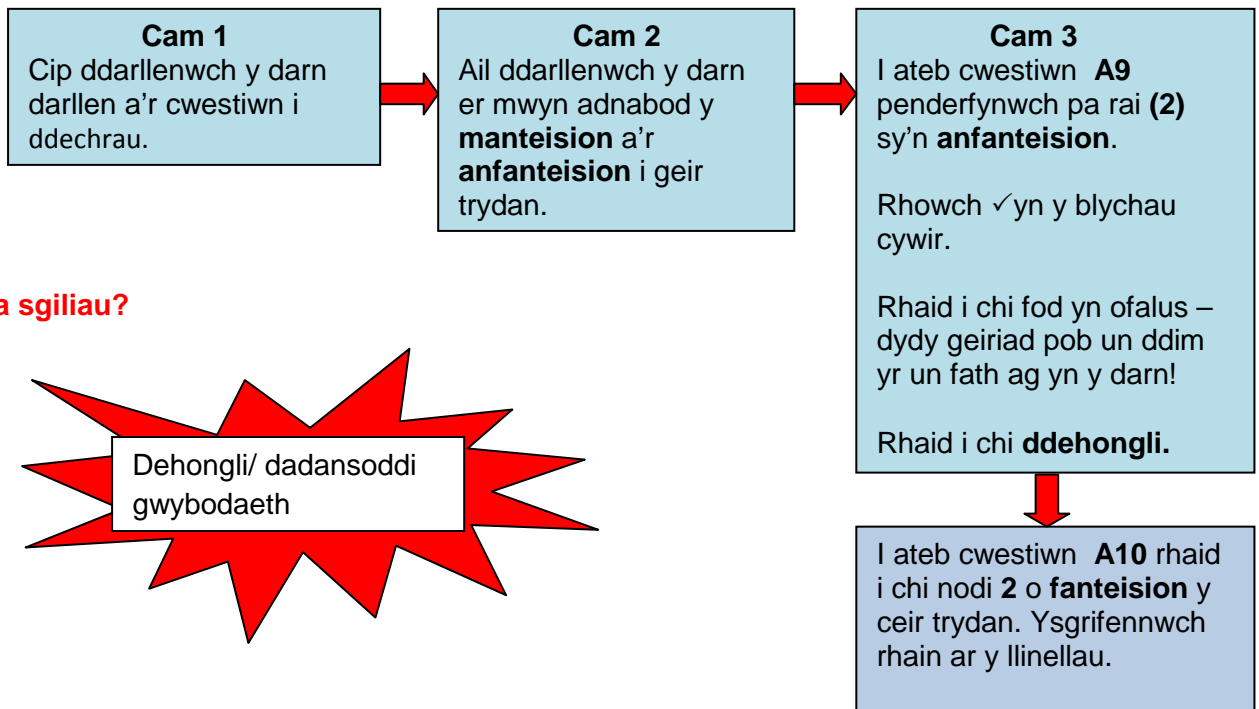 Cam 1
Cip ddarllenwch y darn
darllen a'r cwestiwn i
ddechrau.
Cam 2
Ail ddarllenwch y darn
er mwyn adnabod y
manteision a'r
anfanteision i geir
trydan.
Cam 3
I ateb cwestiwn A9
penderfynwch pa rai (2)
sy'n anfanteision.
Rhowch ✓yn y blychau
cywir.
Rhaid i chi fod yn ofalus –
dydy geiriad pob un ddim
yr un fath ag yn y darn!
Rhaid i chi ddehongli.
a sgiliau?
Dehongli/ dadansoddi
gwybodaeth
I ateb cwestiwn A10 rhaid
i chi nodi 2 o fanteision y
ceir trydan. Ysgrifennwch
rhain ar y llinellau.